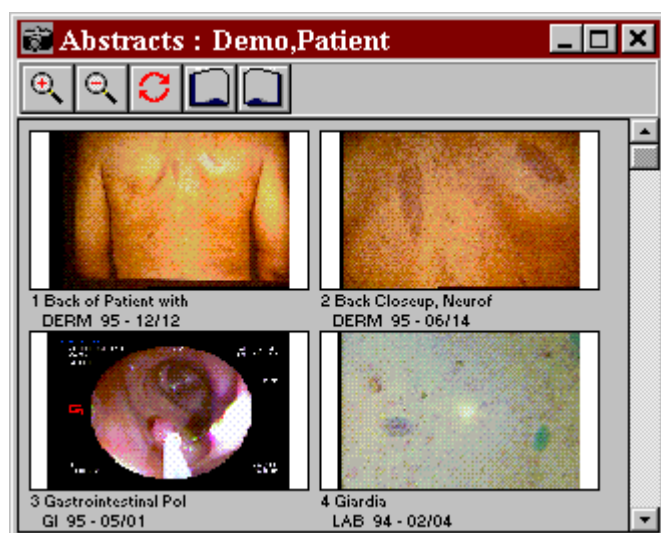 Abstracts : Demo,Patient
1 Back of Patient with
DERM 95 - 12/12
2 Back Closeup, Neurof
DERM 95 - 06/14
3 Gastrointestinal Pol
GI 95 - 05/01
4 Giardia
LAB 94 - 02/04